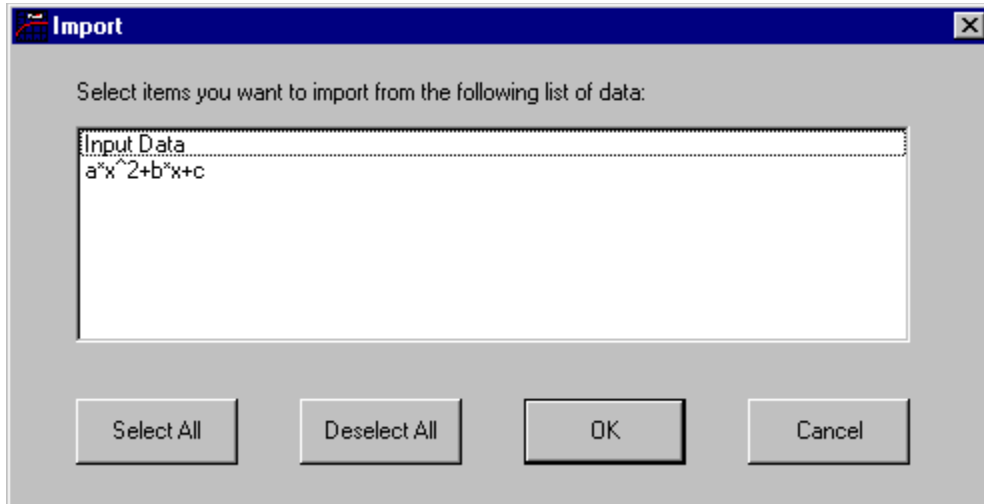 Import
Select items you want to import from the following list of data:
Input Data
a*x^2+b*x+c
Select All
Deselect All
OK
Cancel